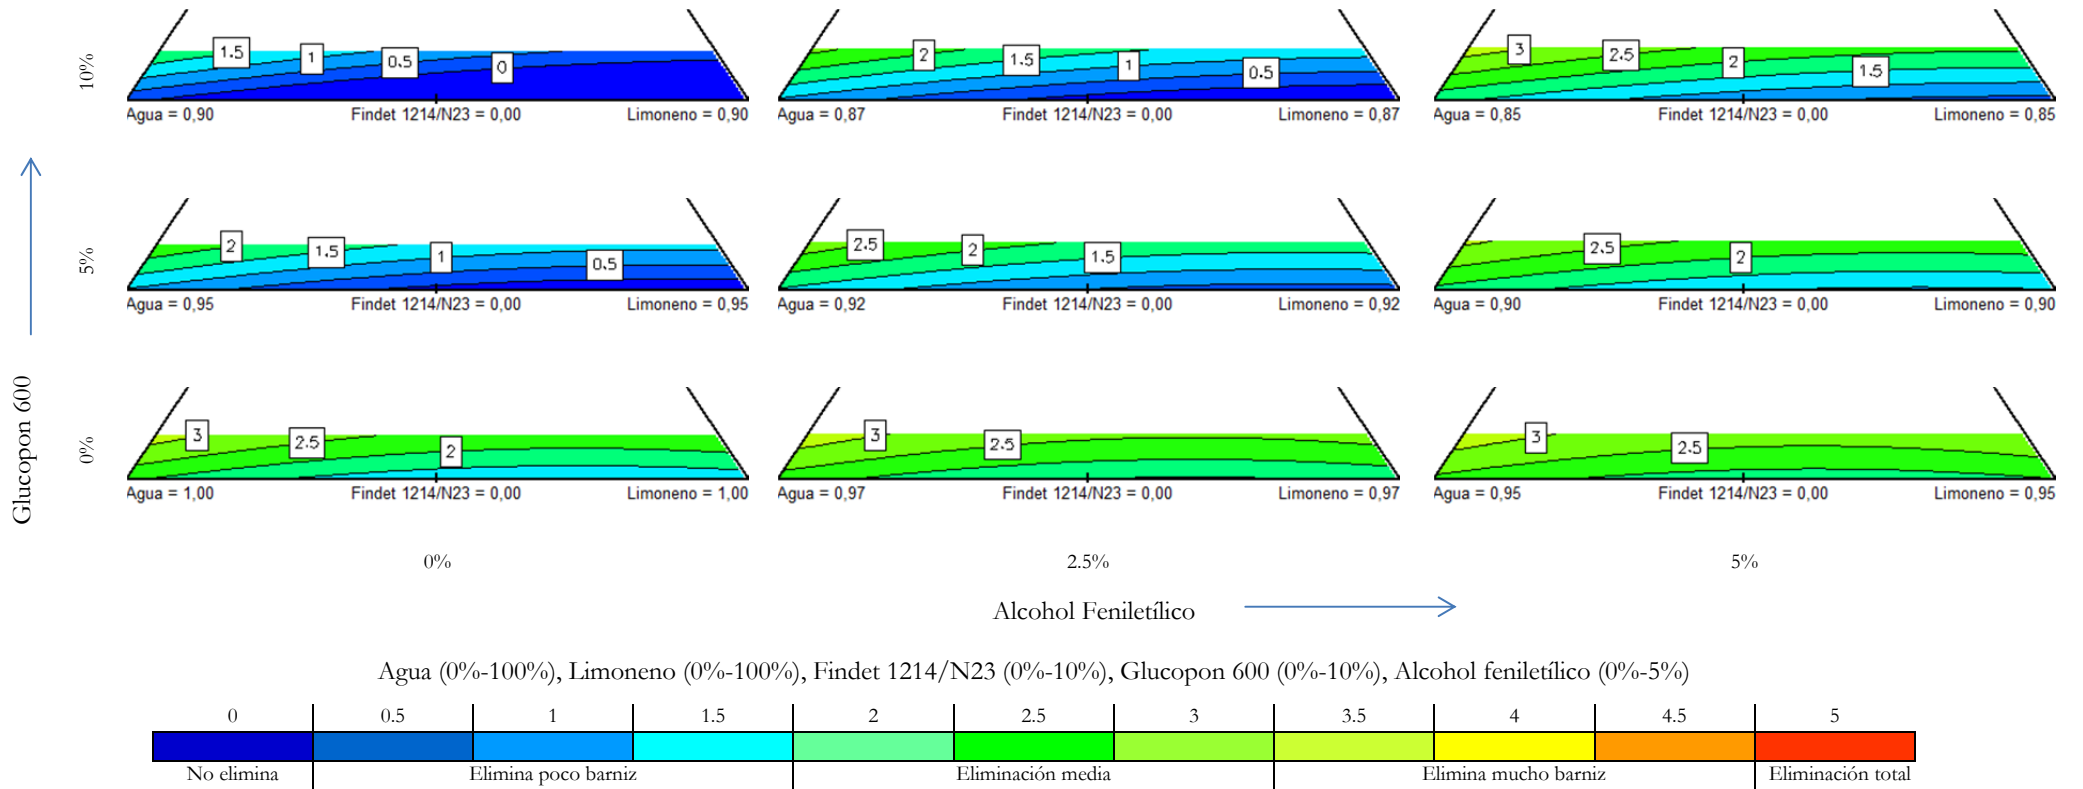 10%
1.5 1 0.5 0
Agua = 0,90 Findet 1214/N23 = 0,00 Limoneno = 0,90
2 1.5 1 0.5
Agua = 0,87 Findet 1214/N23 = 0,00 Limoneno = 0,87
3 2.5 2 1.5
Agua = 0,85 Findet 1214/N23 = 0,00 Limoneno = 0,85
5%
2 1.5 1 0.5
Agua = 0,95 Findet 1214/N23 = 0,00 Limoneno = 0,95
2.5 2 1.5
Agua = 0,92 Findet 1214/N23 = 0,00 Limoneno = 0,92
2.5 2
Agua = 0,90 Findet 1214/N23 = 0,00 Limoneno = 0,90
Glucopon 600
0%
3 2.5 2
Agua = 1,00 Findet 1214/N23 = 0,00 Limoneno = 1,00
3 2.5
Agua = 0,97 Findet 1214/N23 = 0,00 Limoneno = 0,97
3 2.5
Agua = 0,95 Findet 1214/N23 = 0,00 Limoneno = 0,95
0% 2.5% 5%
Alcohol Feniletílico
Agua (0%-100%), Limoneno (0%-100%), Findet 1214/N23 (0%-10%), Glucopon 600 (0%-10%), Alcohol feniletílico (0%-5%)
0 0.5 1 1.5 2 2.5 3 3.5 4 4.5 5
No elimina Elimina poco barniz Eliminación media Elimina mucho barniz Eliminación total